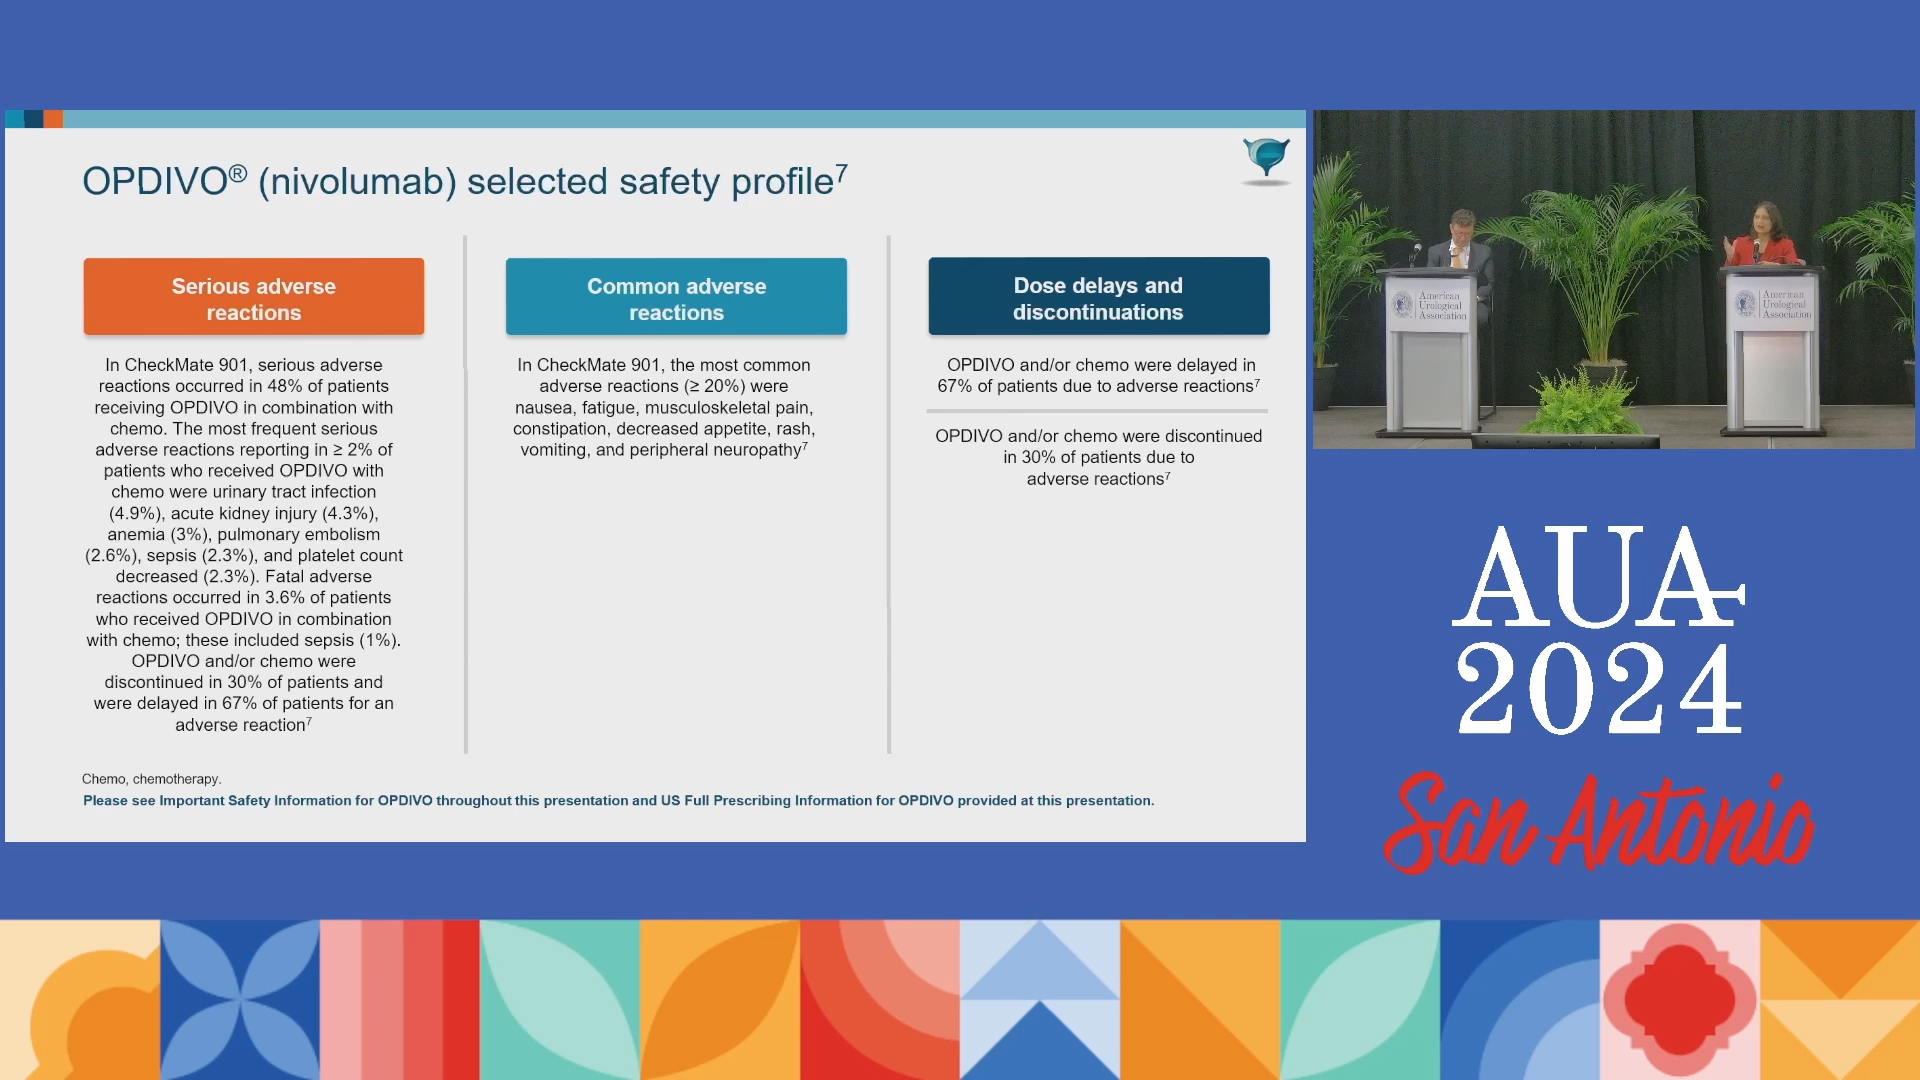 OPDIVO® (nivolumab) selected safety profile⁷
Serious adverse
reactions
In CheckMate 901, serious adverse
reactions occurred in 48% of patients
receiving OPDIVO in combination with
chemo. The most frequent serious
adverse reactions reporting in ≥ 2% of
patients who received OPDIVO with
chemo were urinary tract infection
(4.9%), acute kidney injury (4.3%),
anemia (3%), pulmonary embolism
(2.6%), sepsis (2.3%), and platelet count
decreased (2.3%). Fatal adverse
reactions occurred in 3.6% of patients
who received OPDIVO in combination
with chemo; these included sepsis (1%).
OPDIVO and/or chemo were
discontinued in 30% of patients and
were delayed in 67% of patients for an
adverse reaction⁷
Common adverse
reactions
In CheckMate 901, the most common
adverse reactions (≥ 20%) were
nausea, fatigue, musculoskeletal pain,
constipation, decreased appetite, rash,
vomiting, and peripheral neuropathy⁷
Dose delays and
discontinuations
OPDIVO and/or chemo were delayed in
67% of patients due to adverse reactions⁷
OPDIVO and/or chemo were discontinued
in 30% of patients due to
adverse reactions⁷
Chemo, chemotherapy.
Please see Important Safety Information for OPDIVO throughout this presentation and US Full Prescribing Information for OPDIVO provided at this presentation.
American
Urological
Association
American
Urological
Association
AUA
2024
San Antonio